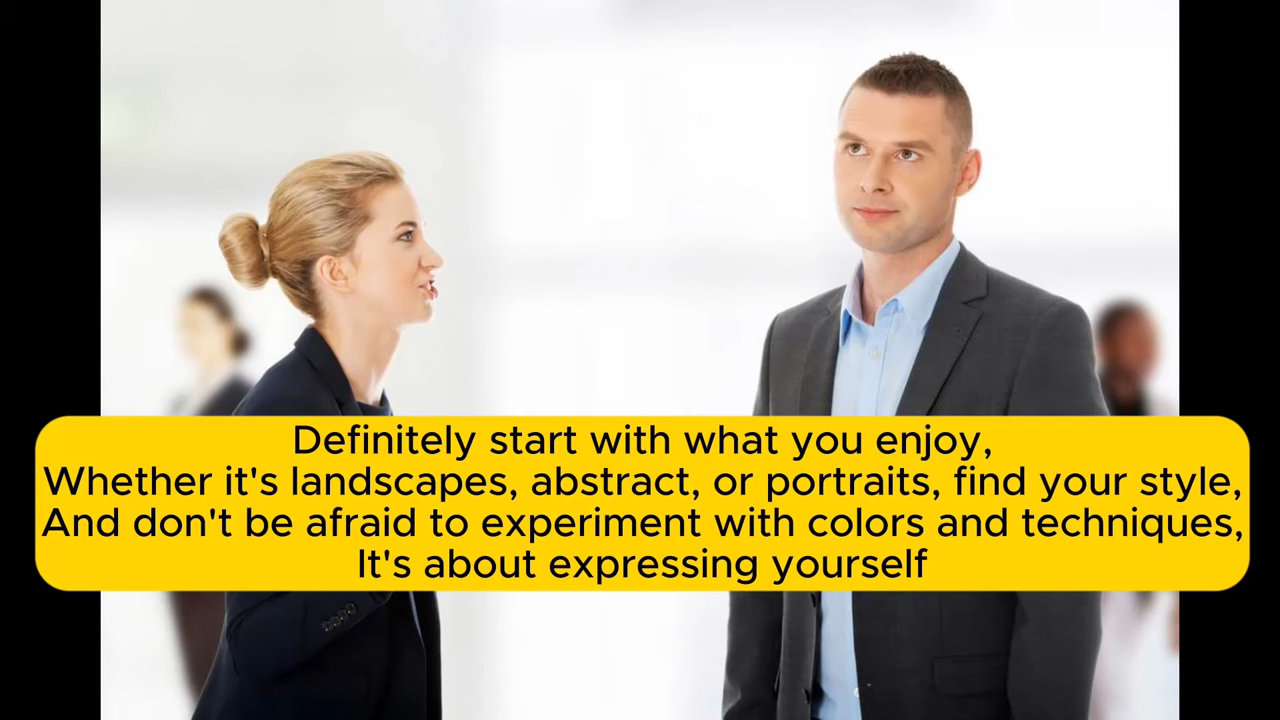 Definitely start with what you enjoy,
Whether it's landscapes, abstract, or portraits, find your style,
And don't be afraid to experiment with colors and techniques,
It's about expressing yourself